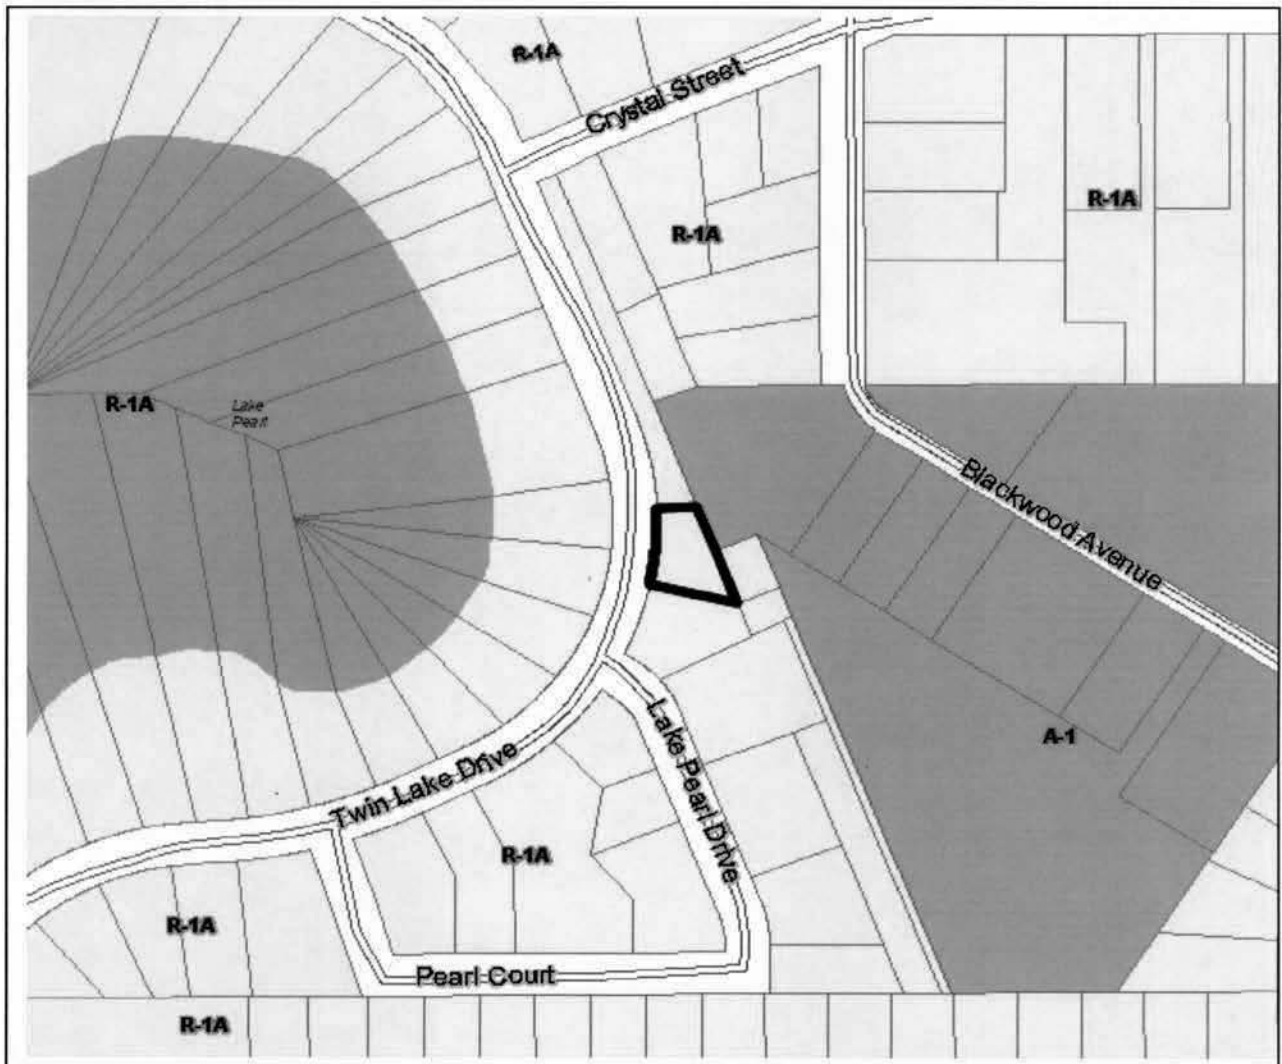 R-1A
Crystal Street
R-1A
R-1A
R-1A
Lake
Pearl
Blackwood Avenue
A-1
Lake Pearl Drive
Twin Lake Drive
R-1A
R-1A
Pearl Court
R-1A